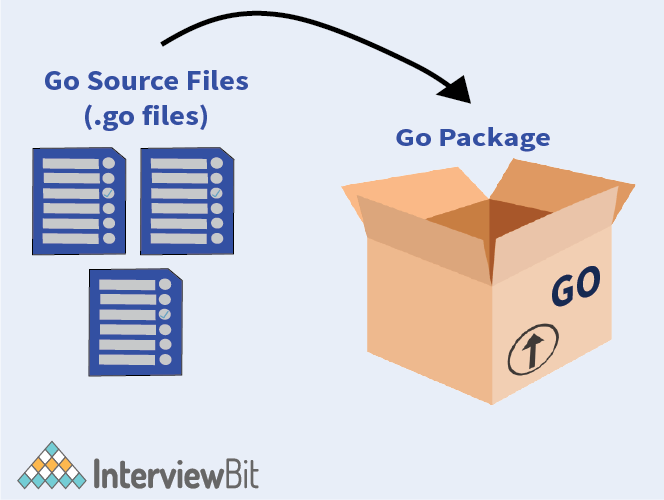 Go Source Files
(.go files)
Go Package
GO
InterviewBit